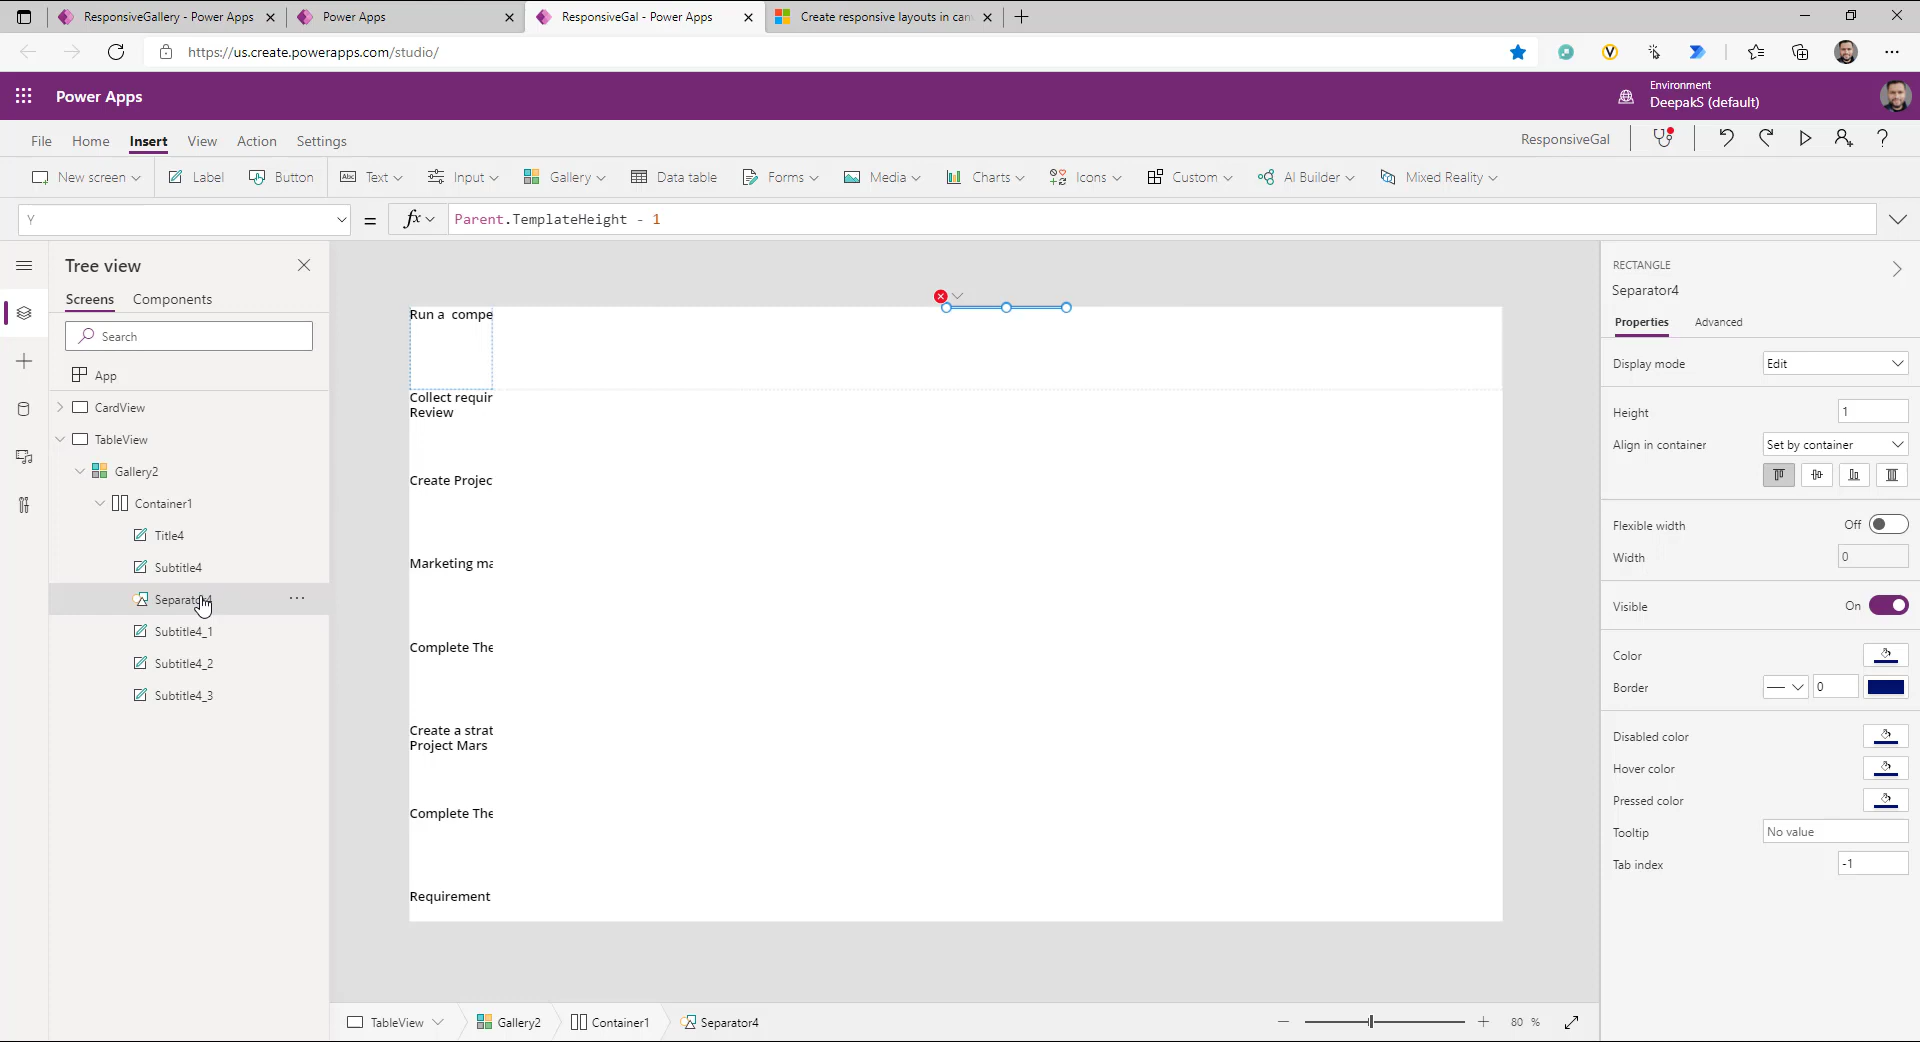 ResponsiveGallery - Power Apps
Power Apps
ResponsiveGal - Power Apps
Create responsive layouts in can
https://us.create.powerapps.com/studio/
Power Apps
Environment
DeepakS (default)
File
Home
Insert
View
Action
Settings
ResponsiveGal
New screen
Label
Button
Abc
Text
Input
Gallery
Data table
Forms
Media
Charts
Icons
Custom
AI Builder
Mixed Reality
Y
=
fx
Parent.TemplateHeight - 1
Tree view
Screens
Components
Search
App
CardView
TableView
Gallery2
Container1
Title4
Subtitle4
Separator4
Subtitle4_1
Subtitle4_2
Subtitle4_3
Run a  compe
Collect requir
Review
Create Projec
Marketing ma
Complete The
Create a strat
Project Mars
Complete The
Requirement
RECTANGLE
Separator4
Properties
Advanced
Display mode
Edit
Height
1
Align in container
Set by container
Flexible width
Off
Width
0
Visible
On
Color
Border
0
Disabled color
Hover color
Pressed color
Tooltip
No value
Tab index
-1
TableView
Gallery2
Container1
Separator4
80 %